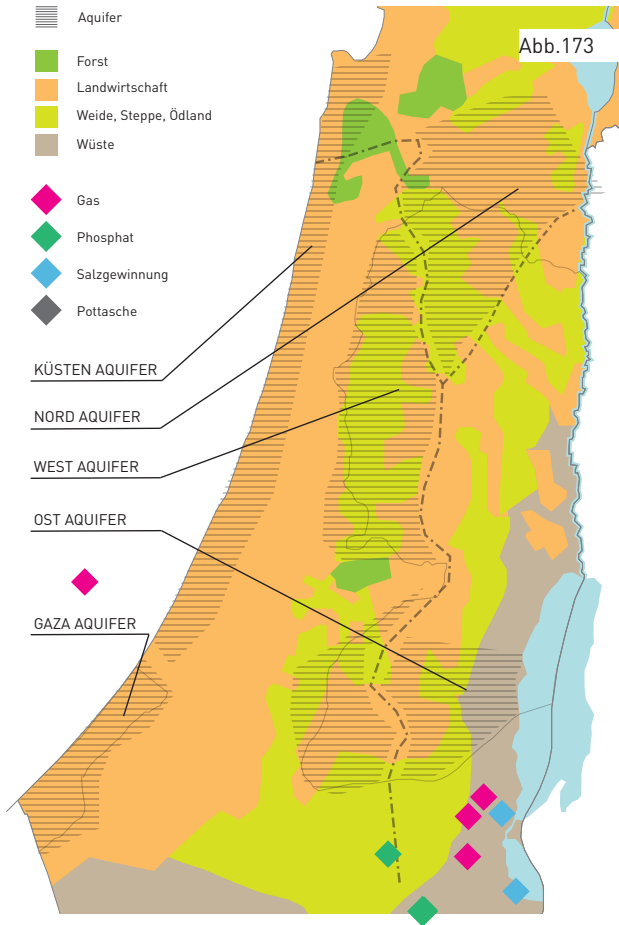 Aquifer
Abb.173
Forst
Landwirtschaft
Weide, Steppe, Ödland
Wüste
Gas
Phosphat
Salzgewinnung
Pottasche
KÜSTEN AQUIFER
NORD AQUIFER
WEST AQUIFER
OST AQUIFER
GAZA AQUIFER